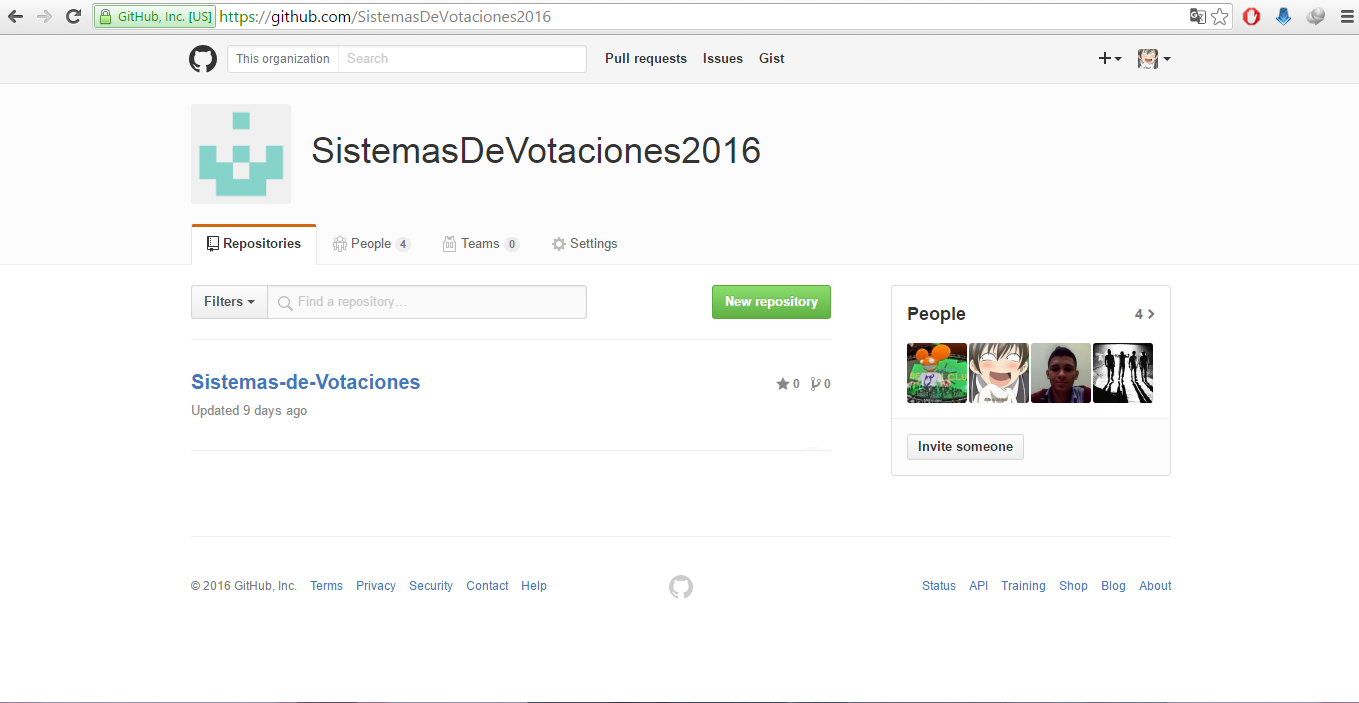 GitHub, Inc. [US] https://github.com/SistemasDeVotaciones2016
This organization Search Pull requests Issues Gist
SistemasDeVotaciones2016
Repositories People 4 Teams 0 Settings
Filters Find a repository... New repository
People 4
Sistemas-de-Votaciones 0 0
Updated 9 days ago
Invite someone
© 2016 GitHub, Inc. Terms Privacy Security Contact Help Status API Training Shop Blog About